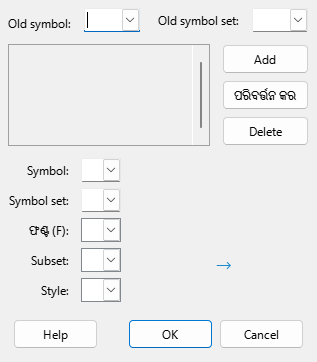 Old symbol: Old symbol set:
Add
ପରିବର୍ତ୍ତନ କର
Delete
Symbol:
Symbol set:
ଫଣ୍ଟ (F):
Subset:
Style:
Help OK Cancel